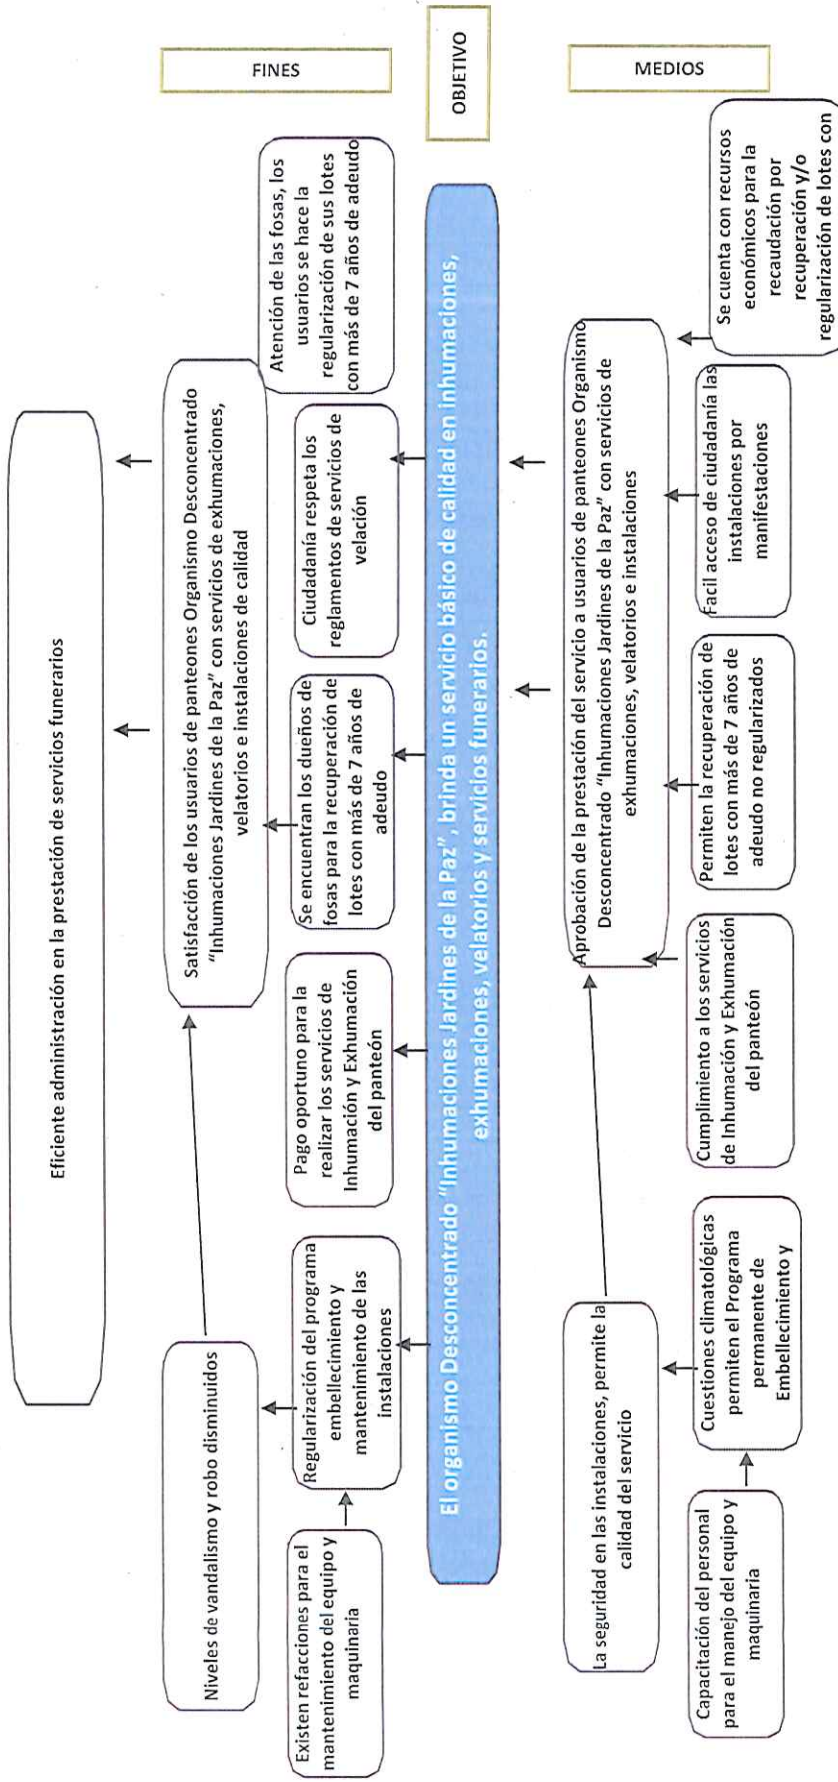 Eficiente administración en la prestación de servicios funerarios
FINES
Niveles de vandalismo y robo disminuidos
Satisfacción de los usuarios de panteones Organismo Desconcentrado
"Inhumaciones Jardines de la Paz" con servicios de exhumaciones,
velatorios e instalaciones de calidad
Existen refacciones para el
mantenimiento del equipo y
maquinaria
Regularización del programa
embellecimiento y
mantenimiento de las
instalaciones
Pago oportuno para la
realizar los servicios de
Inhumación y Exhumación
del panteón
Se encuentran los dueños de
fosas para la recuperación de
lotes con más de 7 años de
adeudo
Ciudadanía respeta los
reglamentos de servicios de
velación
Atención de las fosas, los
usuarios se hace la
regularización de sus lotes
con más de 7 años de adeudo
OBJETIVO
El organismo Desconcentrado "Inhumaciones Jardines de la Paz", brinda un servicio básico de calidad en inhumaciones,
exhumaciones, velatorios y servicios funerarios.
MEDIOS
La seguridad en las instalaciones, permite la
calidad del servicio
Aprobación de la prestación del servicio a usuarios de panteones Organismo
Desconcentrado "Inhumaciones Jardines de la Paz" con servicios de
exhumaciones, velatorios e instalaciones
Capacitación del personal
para el manejo del equipo y
maquinaria
Cuestiones climatológicas
permiten el Programa
permanente de
Embellecimiento y
Cumplimiento a los servicios
de Inhumación y Exhumación
del panteón
Permiten la recuperación de
lotes con más de 7 años de
adeudo no regularizados
Facil acceso de ciudadanía las
instalaciones por
manifestaciones
Se cuenta con recursos
económicos para la
recaudación por
recuperación y/o
regularización de lotes con